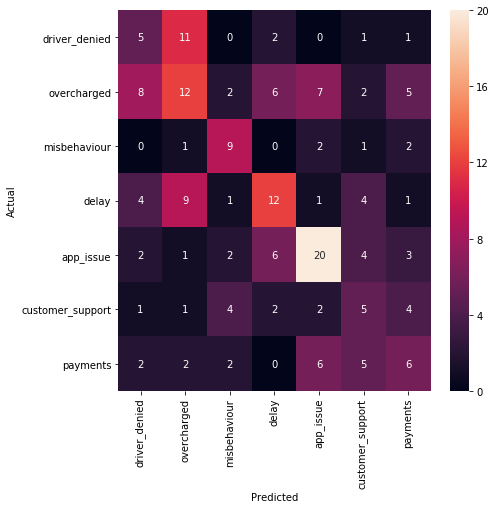 driver_denied 5 11 0 2 0 1 1
overcharged 8 12 2 6 7 2 5
misbehaviour 0 1 9 0 2 1 2
delay 4 9 1 12 1 4 1
app_issue 2 1 2 6 20 4 3
customer_support 1 1 4 2 2 5 4
payments 2 2 2 0 6 5 6
Actual
driver_denied
overcharged
misbehaviour
delay
app_issue
customer_support
payments
Predicted
20
16
12
8
4
0